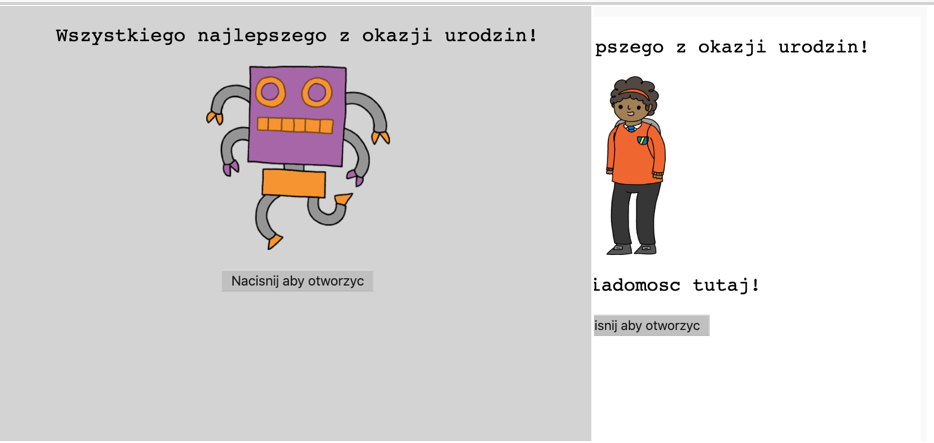 Wszystkiego najlepszego z okazji urodzin!
Nacisnij aby otworzyc
pszego z okazji urodzin!
iadomosc tutaj!
isnij aby otworzyc